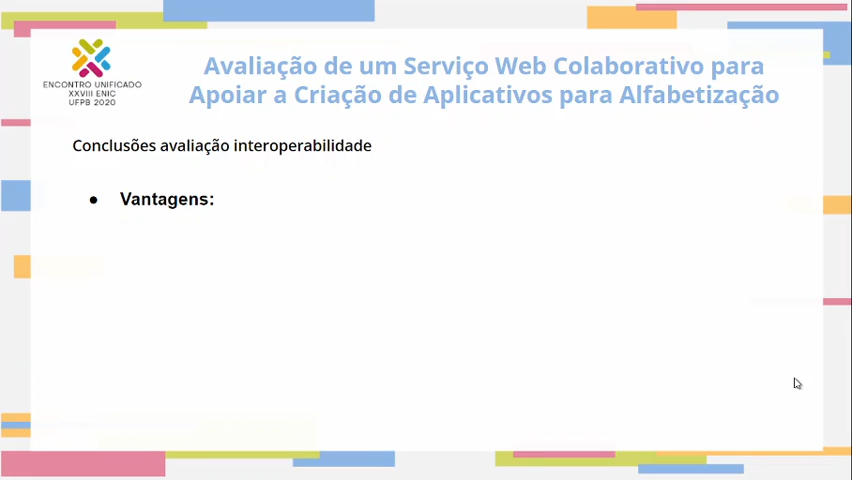 ENCONTRO UNIFICADO
XXVIII ENIC
UFPB 2020
Avaliação de um Serviço Web Colaborativo para
Apoiar a Criação de Aplicativos para Alfabetização
Conclusões avaliação interoperabilidade
● Vantagens: